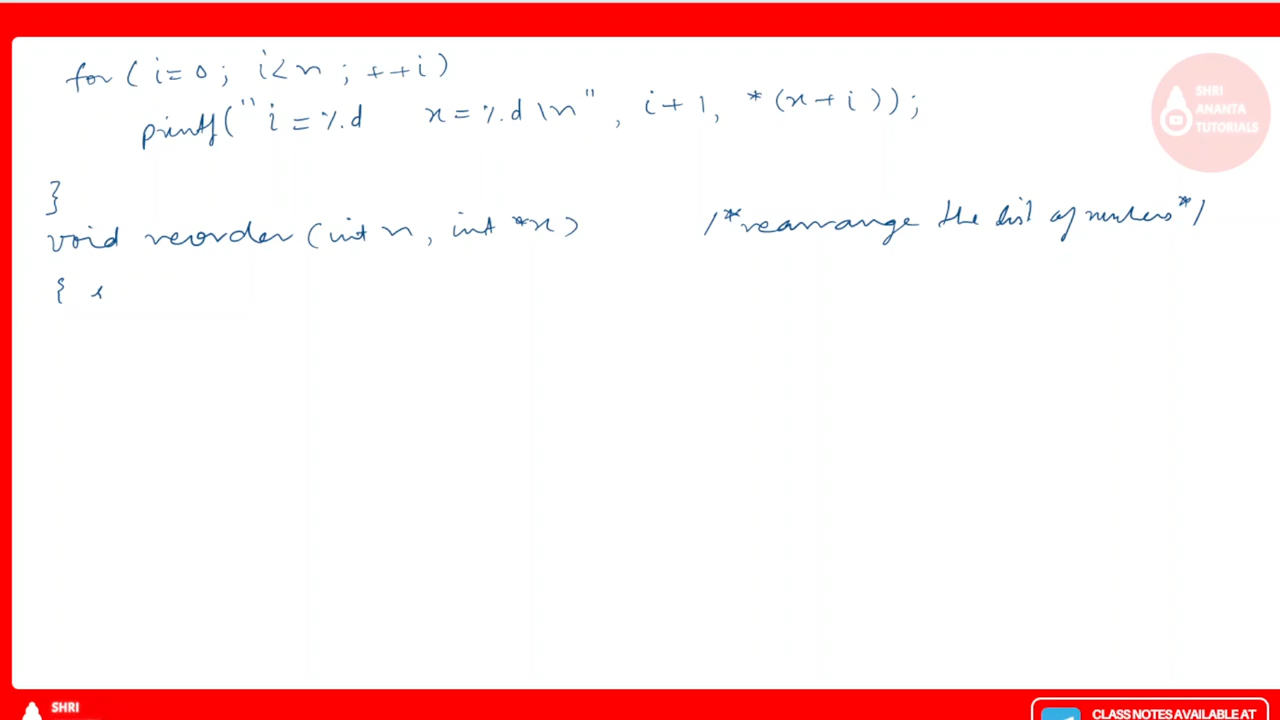 for ( i = 0 ; i < n ; ++i )
printf( " i = %d   x = %d \n " , i + 1, * (x + i ) ) ;
}
void reorder ( int n , int *x )   /*rearrange the list of numbers*/
{
SHRI
ANANTA
TUTORIALS
SHRI
CLASS NOTES AVAILABLE AT